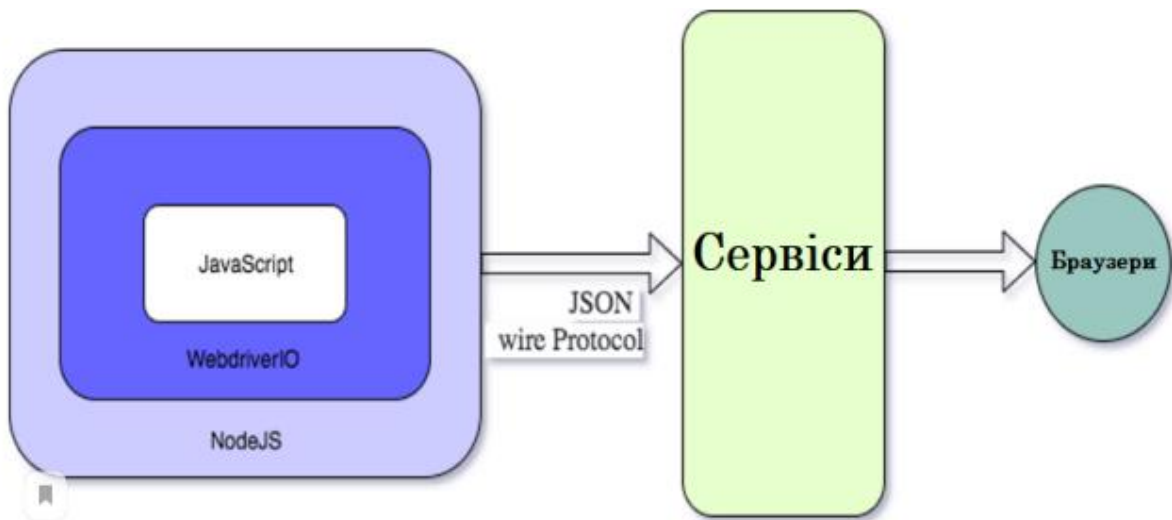 JavaScript
WebdriverIO
NodeJS
JSON
wire Protocol
Сервіси
Браузери